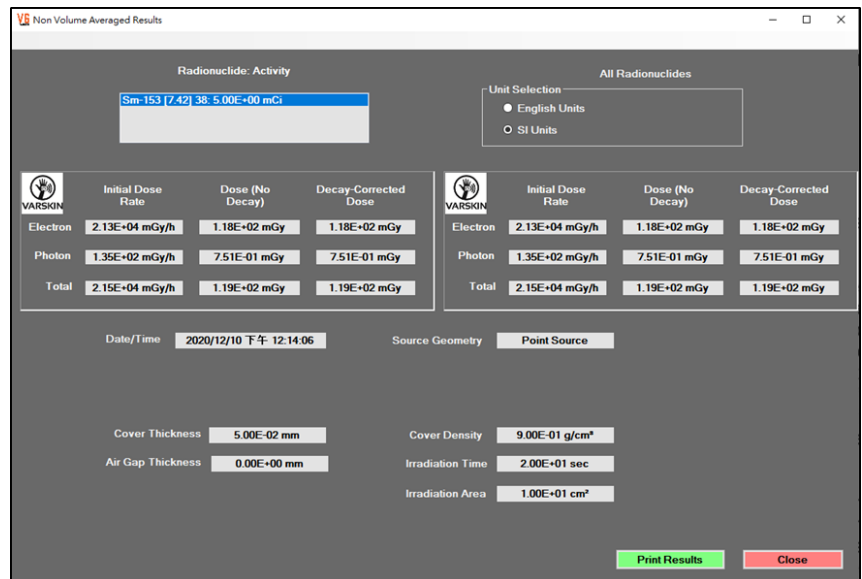 Non Volume Averaged Results
Radionuclide: Activity
Sm-153 [7.42] 38: 5.00E+00 mCi
All Radionuclides
Unit Selection
English Units
SI Units
VARSKIN
Initial Dose Rate
Dose (No Decay)
Decay-Corrected Dose
Electron 2.13E+04 mGy/h 1.18E+02 mGy 1.18E+02 mGy
Photon 1.35E+02 mGy/h 7.51E-01 mGy 7.51E-01 mGy
Total 2.15E+04 mGy/h 1.19E+02 mGy 1.19E+02 mGy
VARSKIN
Initial Dose Rate
Dose (No Decay)
Decay-Corrected Dose
Electron 2.13E+04 mGy/h 1.18E+02 mGy 1.18E+02 mGy
Photon 1.35E+02 mGy/h 7.51E-01 mGy 7.51E-01 mGy
Total 2.15E+04 mGy/h 1.19E+02 mGy 1.19E+02 mGy
Date/Time 2020/12/10 下午 12:14:06
Source Geometry Point Source
Cover Thickness 5.00E-02 mm
Air Gap Thickness 0.00E+00 mm
Cover Density 9.00E-01 g/cm³
Irradiation Time 2.00E+01 sec
Irradiation Area 1.00E+01 cm²
Print Results
Close